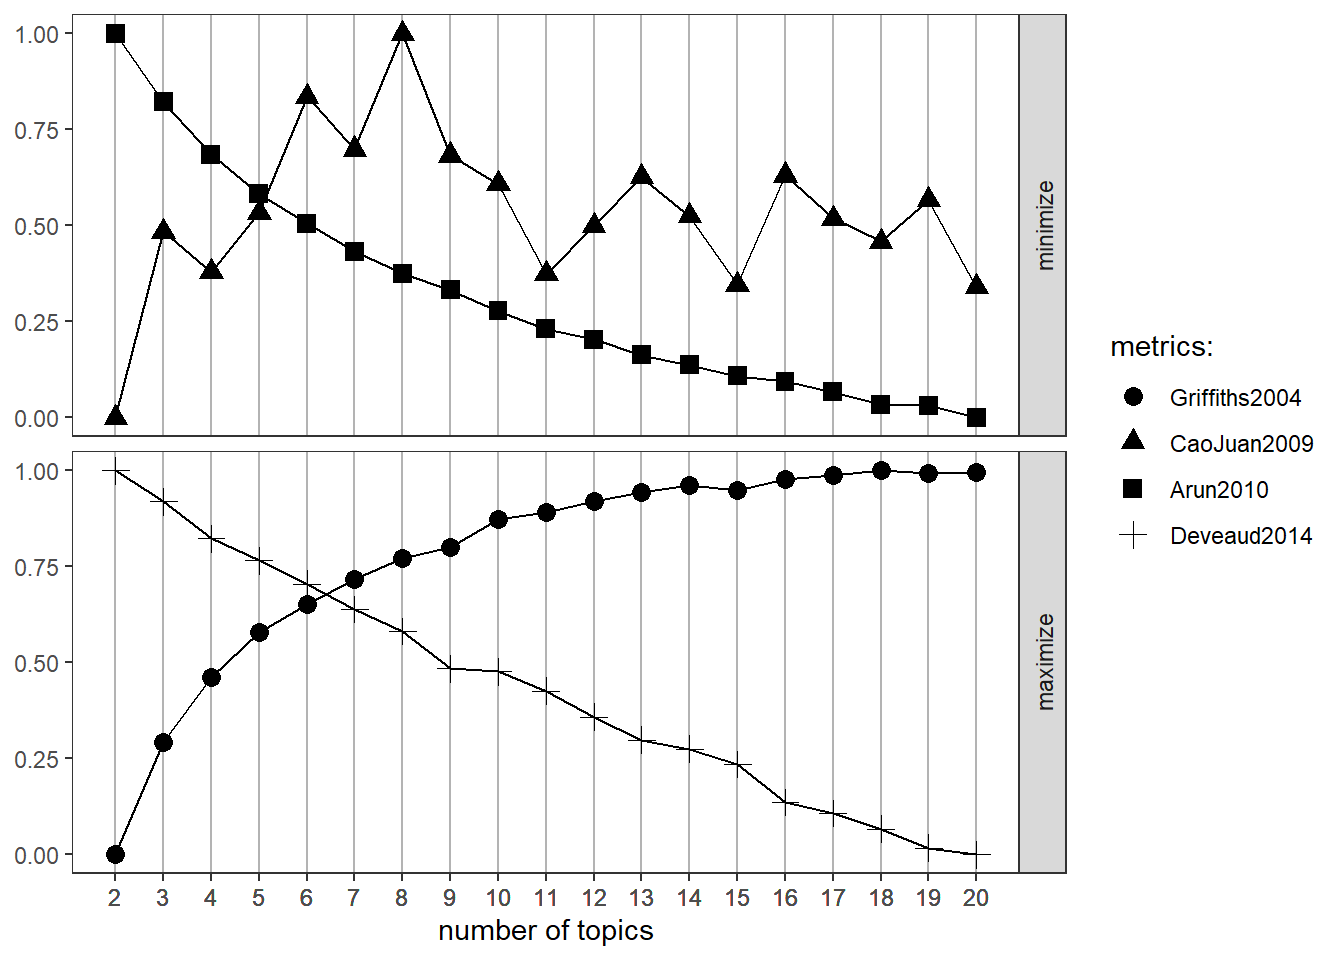 1.00
0.75
0.50
0.25
0.00
minimize
1.00
0.75
0.50
0.25
0.00
maximize
2 3 4 5 6 7 8 9 10 11 12 13 14 15 16 17 18 19 20
number of topics
metrics:
Griffiths2004
CaoJuan2009
Arun2010
Deveaud2014